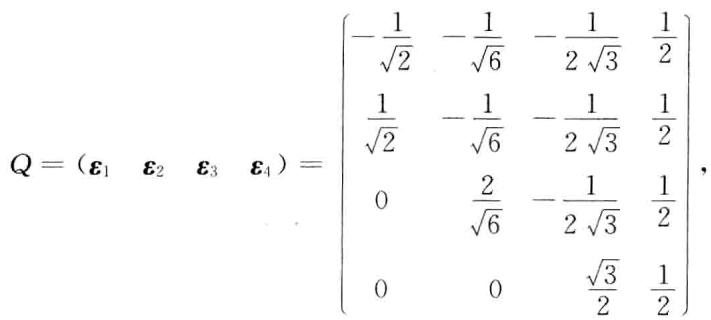 $$Q = (\boldsymbol{\varepsilon}_1 \quad \boldsymbol{\varepsilon}_2 \quad \boldsymbol{\varepsilon}_3 \quad \boldsymbol{\varepsilon}_4) = \begin{pmatrix} -\frac{1}{\sqrt{2}} & -\frac{1}{\sqrt{6}} & -\frac{1}{2\sqrt{3}} & \frac{1}{2} \\ \frac{1}{\sqrt{2}} & -\frac{1}{\sqrt{6}} & -\frac{1}{2\sqrt{3}} & \frac{1}{2} \\ 0 & \frac{2}{\sqrt{6}} & -\frac{1}{2\sqrt{3}} & \frac{1}{2} \\ 0 & 0 & \frac{\sqrt{3}}{2} & \frac{1}{2} \end{pmatrix},$$